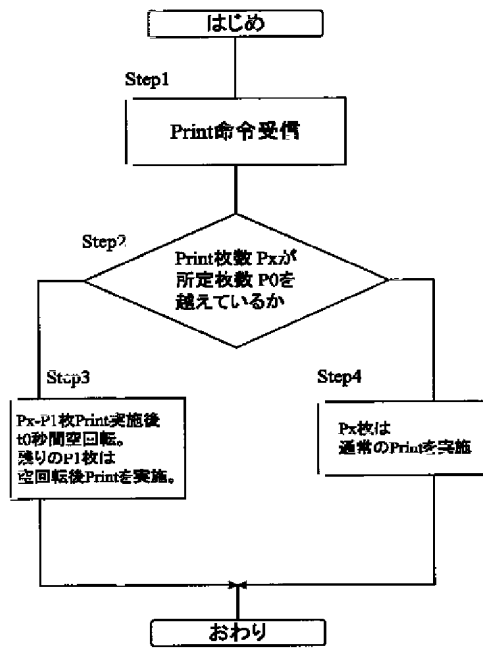 はじめ
Step1
Print命令受信
Step2
Print枚数 Pxが
所定枚数 P0を
越えているか
Step3
Px-P1枚Print実施後
t0秒間空回転。
残りのP1枚は
空回転後Printを実施。
Step4
Px枚は
通常のPrintを実施
おわり